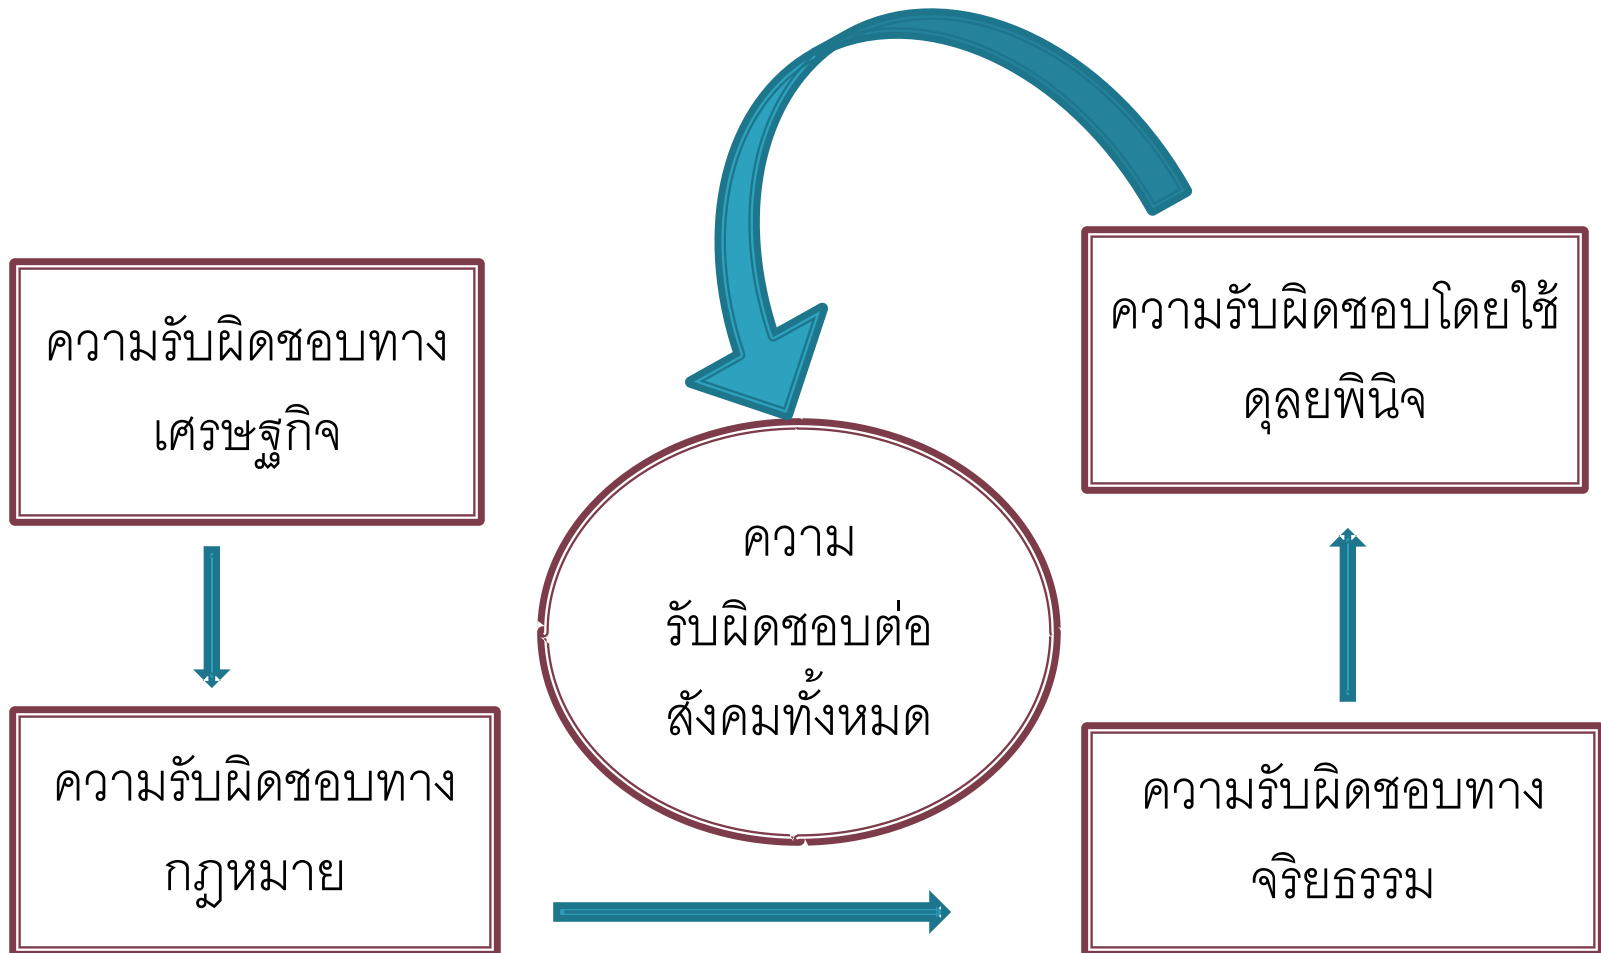 ความรับผิดชอบทาง
เศรษฐกิจ
ความรับผิดชอบทาง
กฎหมาย
ความรับผิดชอบทาง
จริยธรรม
ความรับผิดชอบโดยใช้
ดุลยพินิจ
ความ
รับผิดชอบต่อ
สังคมทั้งหมด